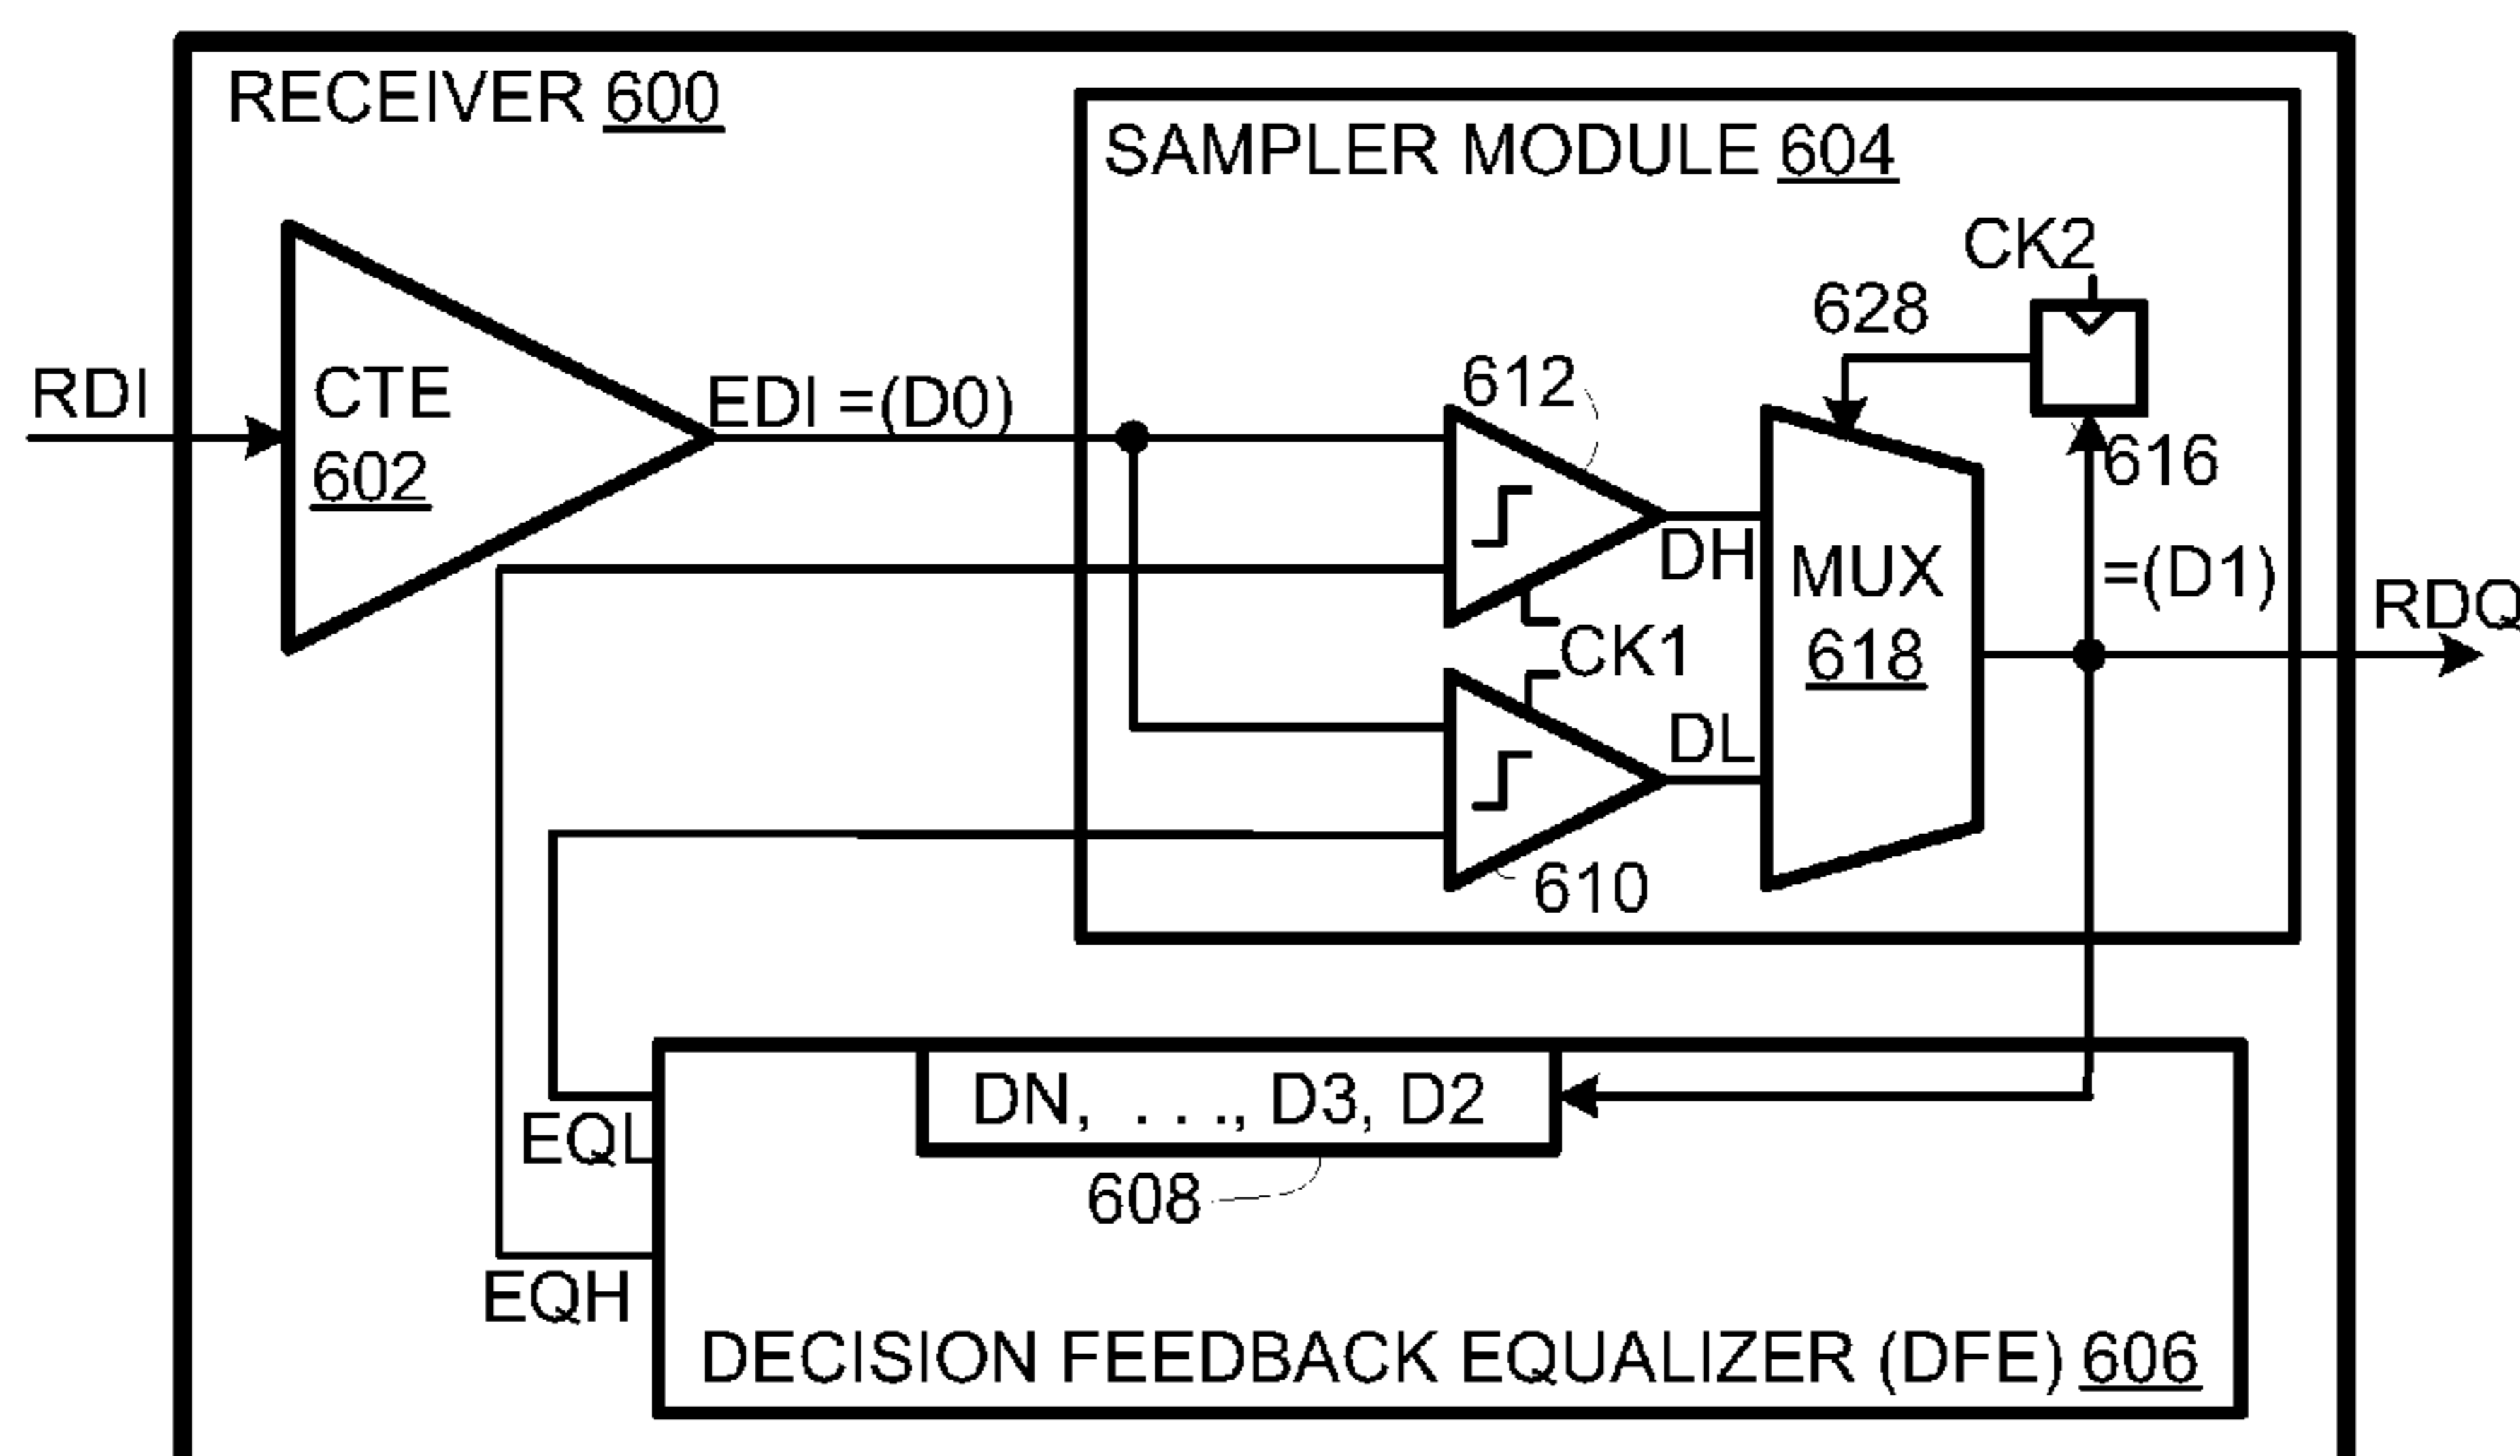 RECEIVER 600
SAMPLER MODULE 604
CK2
628
612
RDI
CTE
602
EDI =(D0)
616
DH
MUX
618
=(D1)
RDQ
CK1
DL
610
DN, . . ., D3, D2
EQL
608
EQH
DECISION FEEDBACK EQUALIZER (DFE) 606